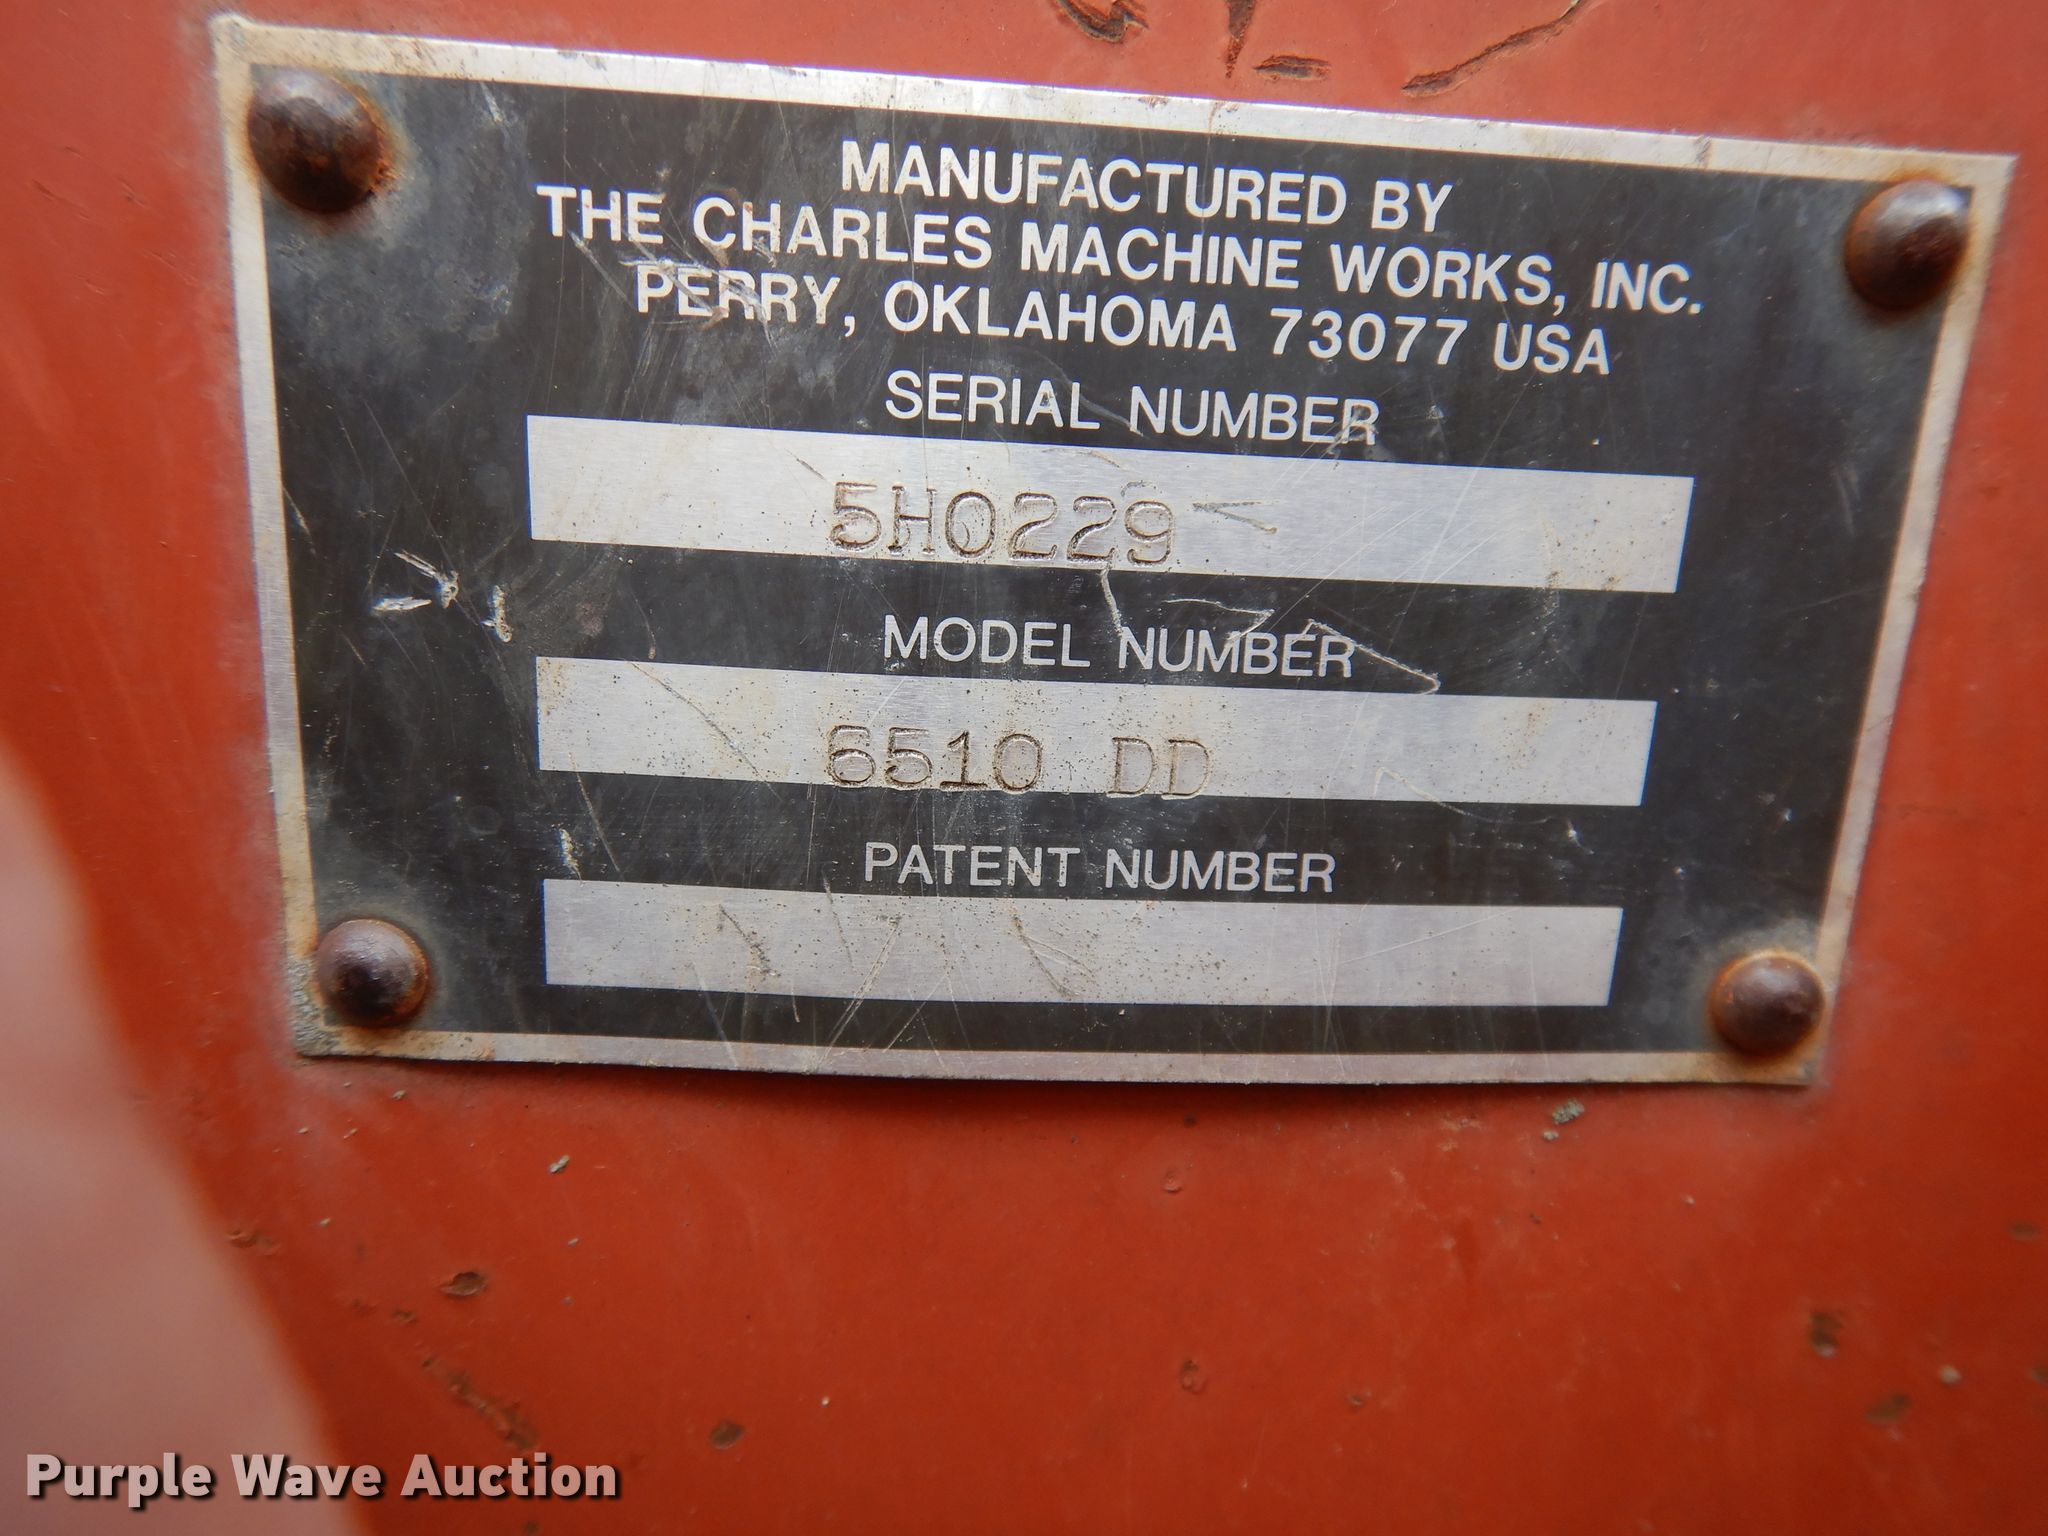 MANUFACTURED BY
THE CHARLES MACHINE WORKS, INC.
PERRY, OKLAHOMA 73077 USA
SERIAL NUMBER
5H0229
MODEL NUMBER
6510 DD
PATENT NUMBER
Purple Wave Auction